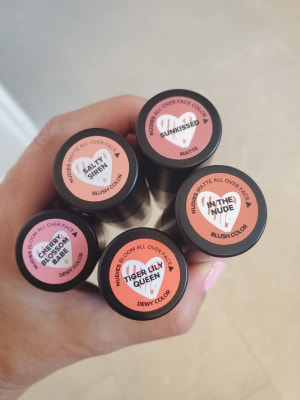 NUDIES MATTE ALL OVER FACE COLOR
SUNKISSED
MATTE
NUDIES MATTE ALL OVER FACE
SALTY
SIREN
BLUSH COLOR
NUDIES MATTE ALL OVER FACE
IN THE
NUDE
BLUSH COLOR
NUDIES BLOOM ALL OVER FACE
CHERRY
BLOSSOM
BABE
DEWY COLOR
NUDIES BLOOM ALL OVER FACE
TIGER LILY
QUEEN
DEWY COLOR